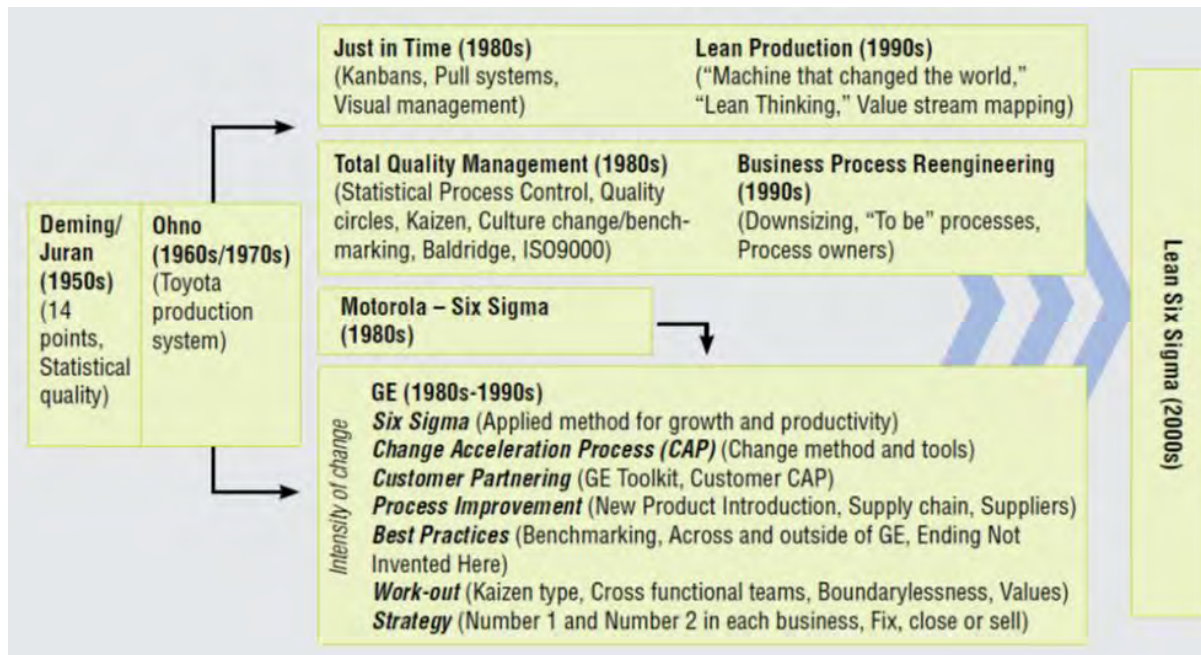 Just in Time (1980s)
(Kanbans, Pull systems,
Visual management)
Lean Production (1990s)
(“Machine that changed the world,”
“Lean Thinking,” Value stream mapping)
Total Quality Management (1980s)
(Statistical Process Control, Quality
circles, Kaizen, Culture change/bench-
marking, Baldridge, ISO9000)
Business Process Reengineering
(1990s)
(Downsizing, “To be” processes,
Process owners)
Deming/
Juran
(1950s)
(14
points,
Statistical
quality)
Ohno
(1960s/1970s)
(Toyota
production
system)
Motorola – Six Sigma
(1980s)
Intensity of change
GE (1980s-1990s)
Six Sigma (Applied method for growth and productivity)
Change Acceleration Process (CAP) (Change method and tools)
Customer Partnering (GE Toolkit, Customer CAP)
Process Improvement (New Product Introduction, Supply chain, Suppliers)
Best Practices (Benchmarking, Across and outside of GE, Ending Not
Invented Here)
Work-out (Kaizen type, Cross functional teams, Boundarylessness, Values)
Strategy (Number 1 and Number 2 in each business, Fix, close or sell)
Lean Six Sigma (2000s)